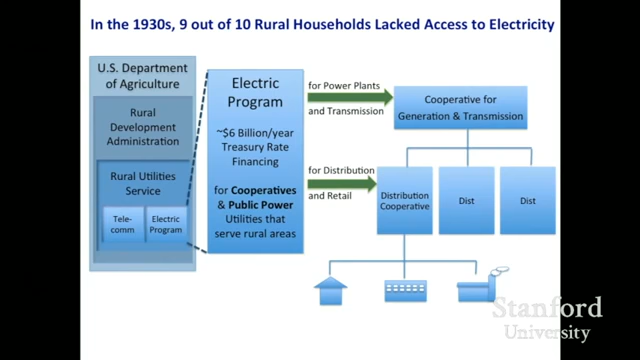 In the 1930s, 9 out of 10 Rural Households Lacked Access to Electricity
U.S. Department
of Agriculture
Rural
Development
Administration
Rural Utilities
Service
Tele-
comm
Electric
Program
Electric
Program
~$6 Billion/year
Treasury Rate
Financing
for Cooperatives
& Public Power
Utilities that
serve rural areas
for Power Plants
and Transmission
for Distribution
and Retail
Cooperative for
Generation & Transmission
Distribution
Cooperative
Dist
Dist
Stanford
University